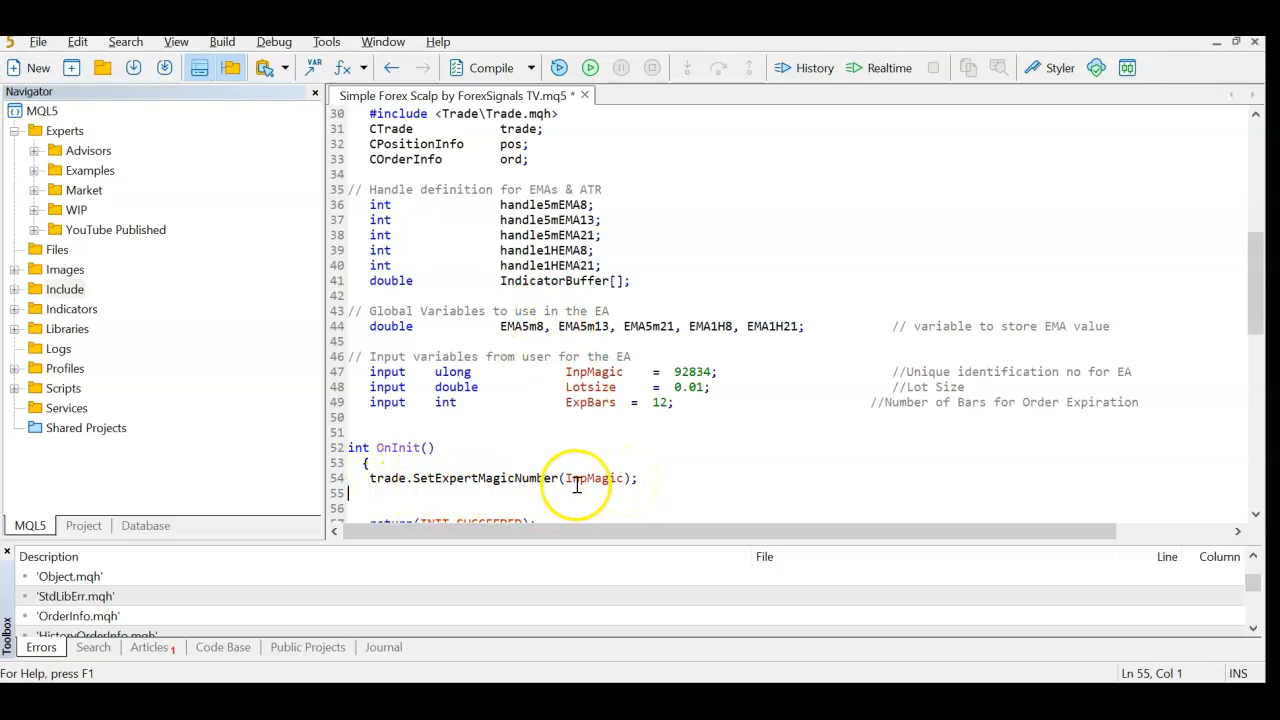 5 File Edit Search View Build Debug Tools Window Help
New VAR fx Compile History Realtime Styler
Navigator × Simple Forex Scalp by ForexSignals TV.mq5 * ×
MQL5
Experts
Advisors
Examples
Market
WIP
YouTube Published
Files
Images
Include
Indicators
Libraries
Logs
Profiles
Scripts
Services
Shared Projects
MQL5 Project Database
30 #include <Trade\Trade.mqh>
31 CTrade trade;
32 CPositionInfo pos;
33 COrderInfo ord;
34
35 // Handle definition for EMAs & ATR
36 int handle5mEMA8;
37 int handle5mEMA13;
38 int handle5mEMA21;
39 int handle1HEMA8;
40 int handle1HEMA21;
41 double IndicatorBuffer[];
42
43 // Global Variables to use in the EA
44 double EMA5m8, EMA5m13, EMA5m21, EMA1H8, EMA1H21; // variable to store EMA value
45
46 // Input variables from user for the EA
47 input ulong InpMagic = 92834; //Unique identification no for EA
48 input double Lotsize = 0.01; //Lot Size
49 input int ExpBars = 12; //Number of Bars for Order Expiration
50
51
52 int OnInit()
53 {
54 trade.SetExpertMagicNumber(InpMagic);
55
56
57 return(INIT_SUCCEEDED);
Description File Line Column
'Object.mqh'
'StdLibErr.mqh'
'OrderInfo.mqh'
'HistoryOrderInfo.mqh'
Toolbox
Errors Search Articles 1 Code Base Public Projects Journal
For Help, press F1 Ln 55, Col 1 INS